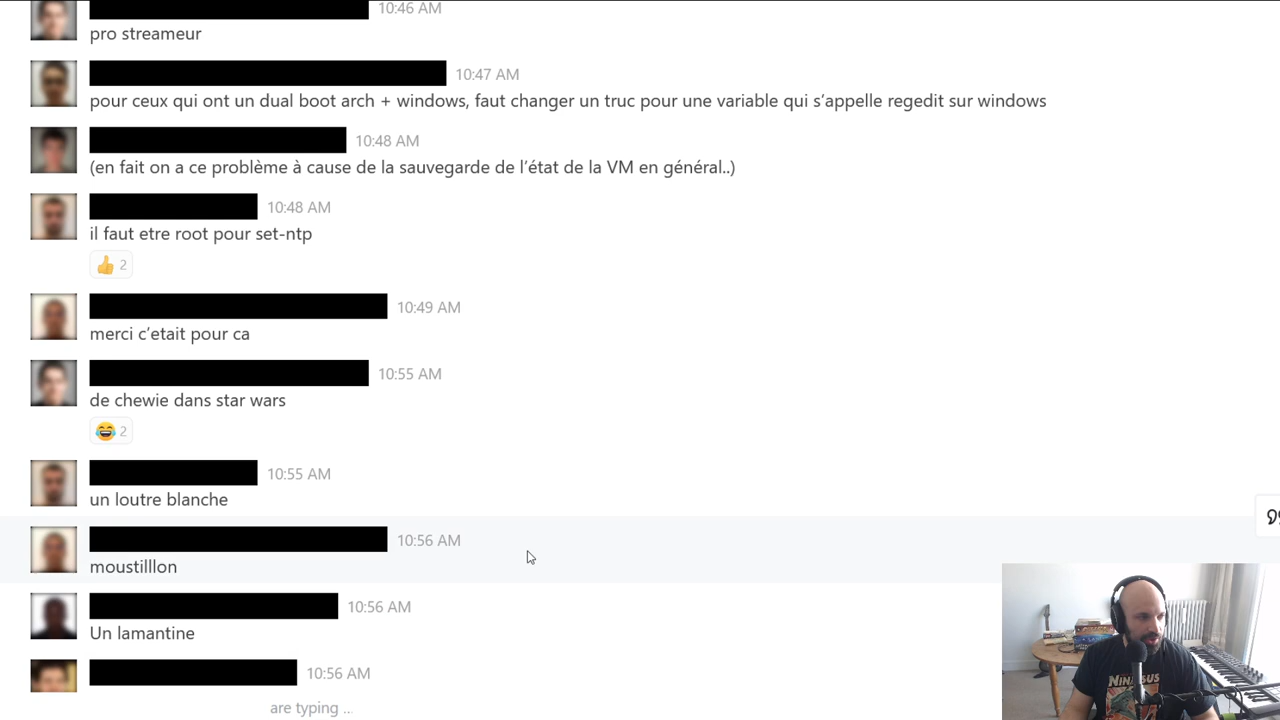 10:46 AM
pro streameur
10:47 AM
pour ceux qui ont un dual boot arch + windows, faut changer un truc pour une variable qui s’appelle regedit sur windows
10:48 AM
(en fait on a ce problème à cause de la sauvegarde de l’état de la VM en général..)
10:48 AM
il faut etre root pour set-ntp
👍 2
10:49 AM
merci c’etait pour ca
10:55 AM
de chewie dans star wars
😂 2
10:55 AM
un loutre blanche
10:56 AM
moustilllon
10:56 AM
Un lamantine
10:56 AM
are typing ...